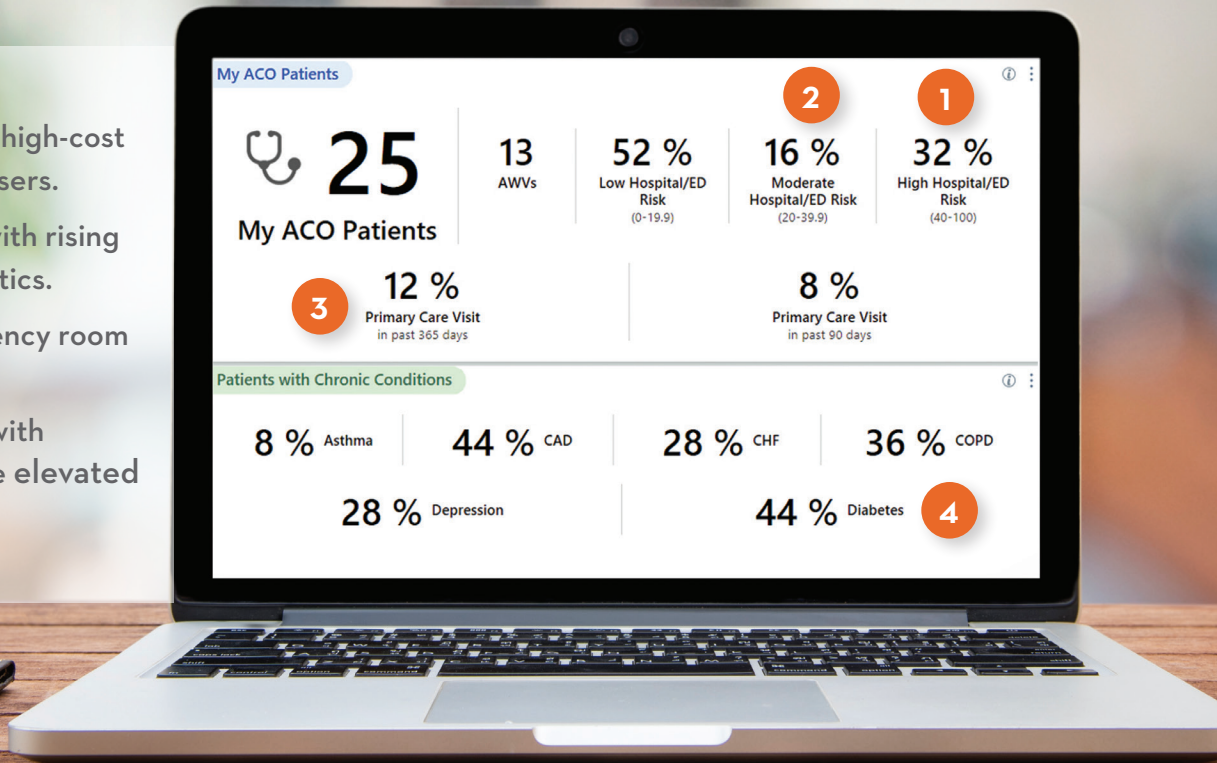 high-cost
sers.
with rising
tics.
ency room
with
e elevated
My ACO Patients
2
1
25
My ACO Patients
13
AWVs
52 %
Low Hospital/ED
Risk
(0-19.9)
16 %
Moderate
Hospital/ED Risk
(20-39.9)
32 %
High Hospital/ED
Risk
(40-100)
3
12 %
Primary Care Visit
in past 365 days
8 %
Primary Care Visit
in past 90 days
Patients with Chronic Conditions
8 % Asthma
44 % CAD
28 % CHF
36 % COPD
28 % Depression
44 % Diabetes
4
command
option